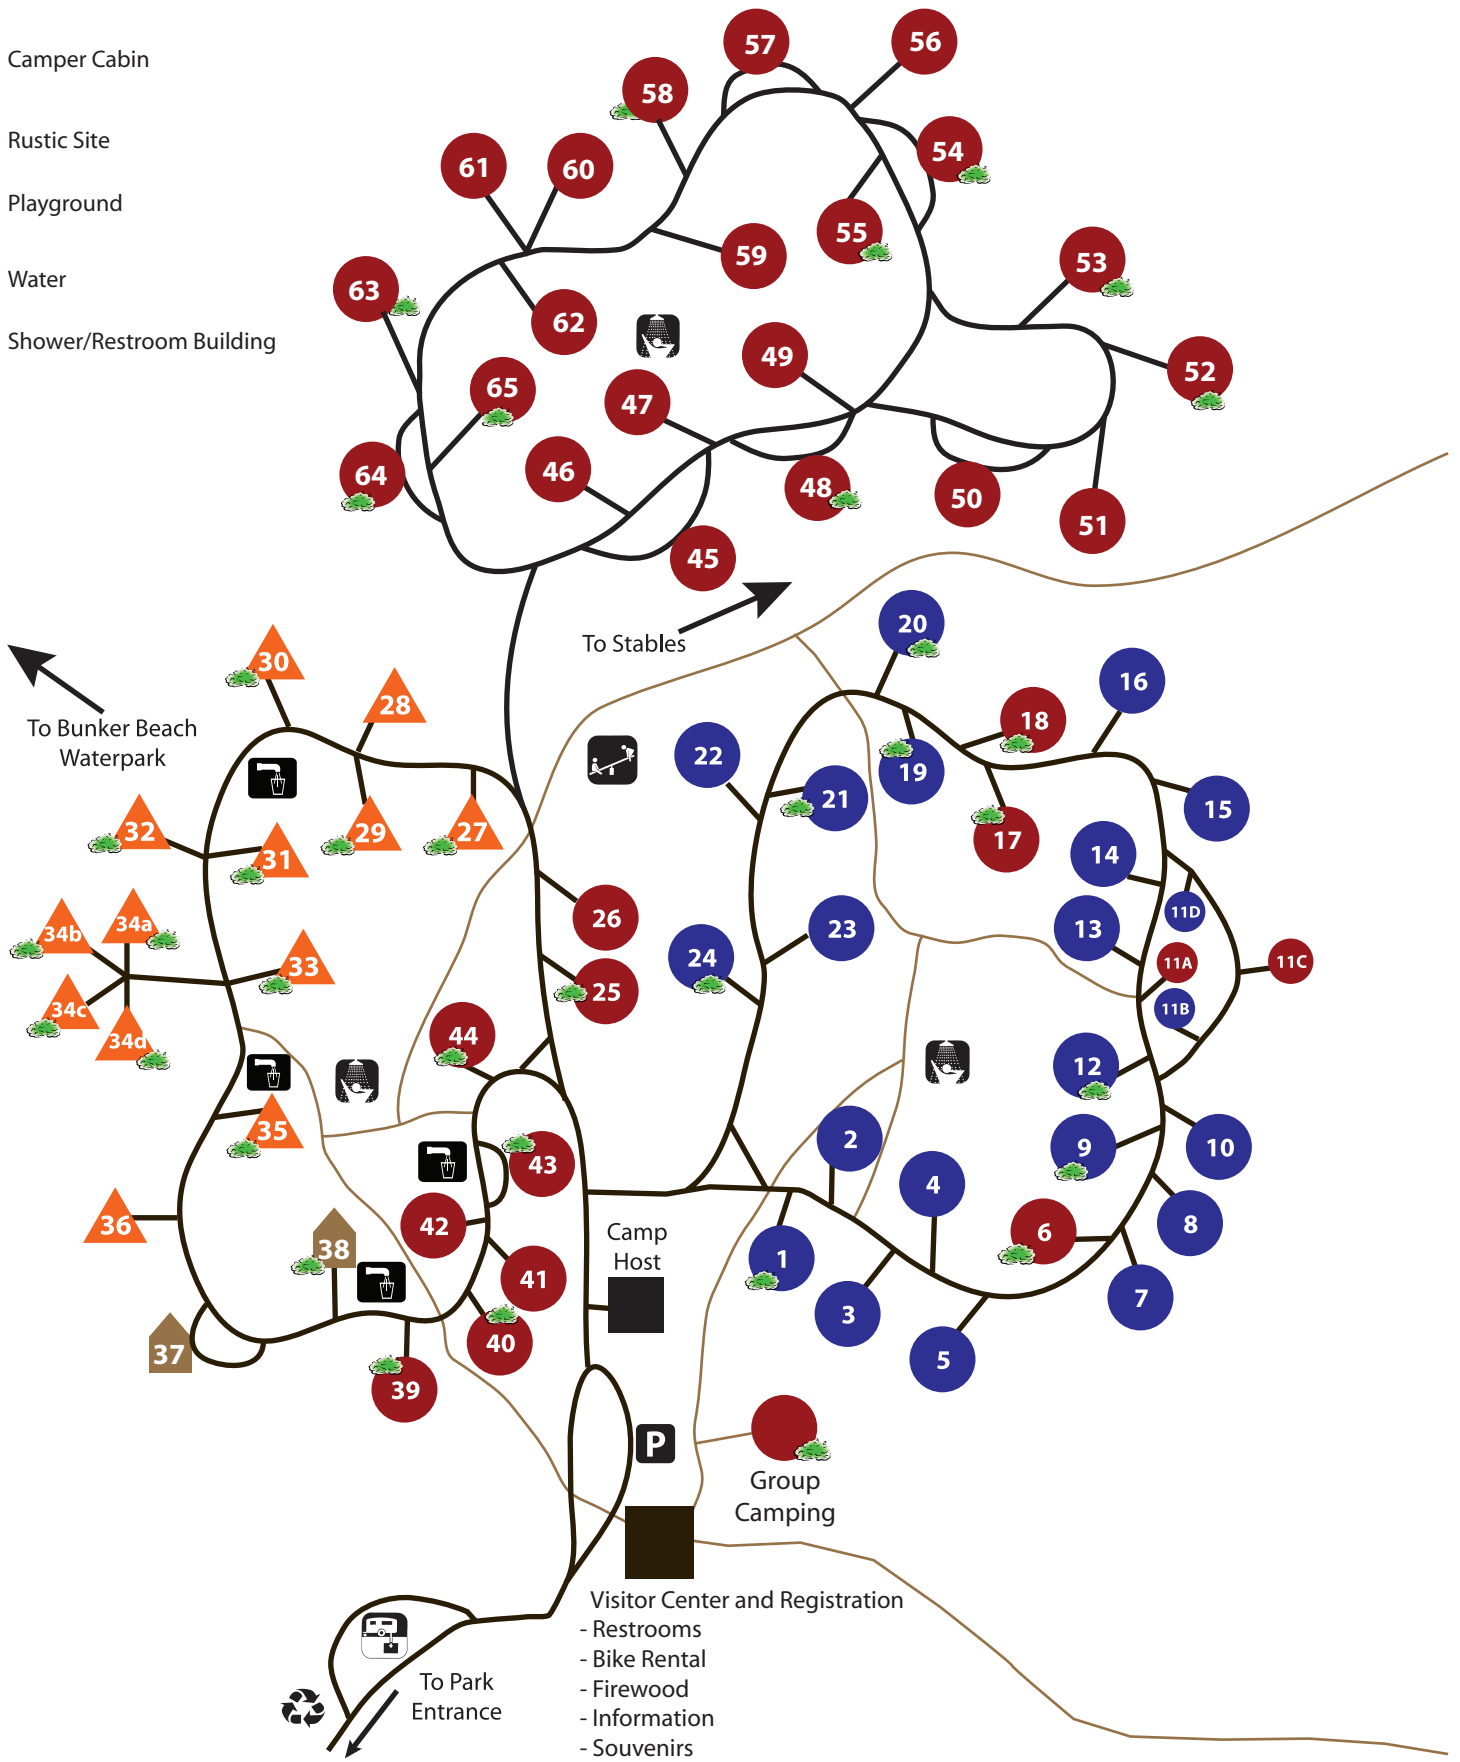 57
56
Camper Cabin
58
Rustic Site
54
61
60
Playground
55
59
53
Water
63
62
Shower/Restroom Building
49
52
65
47
46
64
48
50
51
45
20
To Stables
30
16
28
18
To Bunker Beach
Waterpark
22
19
21
15
32
29
27
31
17
14
26
11D
34a
34b
23
13
24
33
11A
11C
25
34c
11B
34d
44
12
35
2
9
10
43
4
36
42
Camp
Host
6
8
38
1
41
7
3
40
37
5
39
P
Group
Camping
Visitor Center and Registration
- Restrooms
- Bike Rental
- Firewood
- Information
- Souvenirs
To Park
Entrance